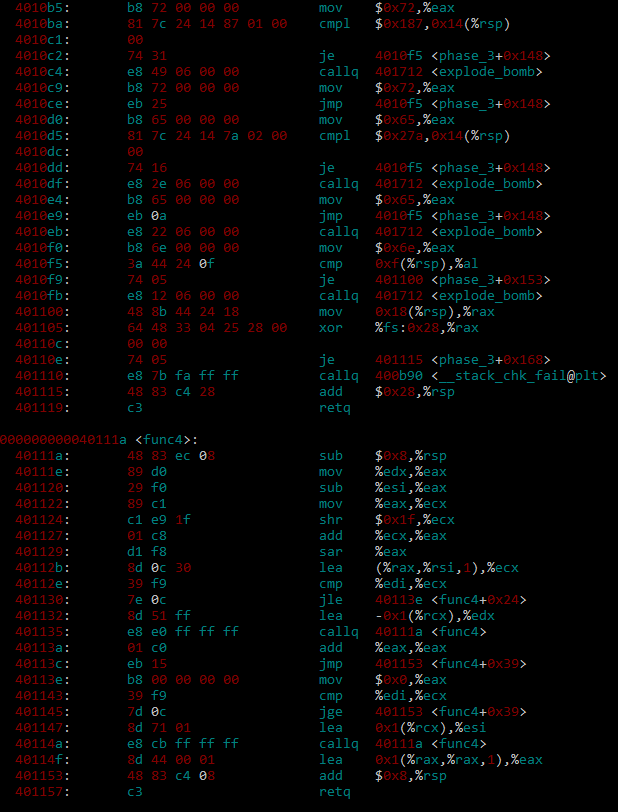 4010b5: b8 72 00 00 00 mov $0x72,%eax
4010ba: 81 7c 24 14 87 01 00 cmpl $0x187,0x14(%rsp)
4010c1: 00
4010c2: 74 31 je 4010f5 <phase_3+0x148>
4010c4: e8 49 06 00 00 callq 401712 <explode_bomb>
4010c9: b8 72 00 00 00 mov $0x72,%eax
4010ce: eb 25 jmp 4010f5 <phase_3+0x148>
4010d0: b8 65 00 00 00 mov $0x65,%eax
4010d5: 81 7c 24 14 7a 02 00 cmpl $0x27a,0x14(%rsp)
4010dc: 00
4010dd: 74 16 je 4010f5 <phase_3+0x148>
4010df: e8 2e 06 00 00 callq 401712 <explode_bomb>
4010e4: b8 65 00 00 00 mov $0x65,%eax
4010e9: eb 0a jmp 4010f5 <phase_3+0x148>
4010eb: e8 22 06 00 00 callq 401712 <explode_bomb>
4010f0: b8 6e 00 00 00 mov $0x6e,%eax
4010f5: 3a 44 24 0f cmp 0xf(%rsp),%al
4010f9: 74 05 je 401100 <phase_3+0x153>
4010fb: e8 12 06 00 00 callq 401712 <explode_bomb>
401100: 48 8b 44 24 18 mov 0x18(%rsp),%rax
401105: 64 48 33 04 25 28 00 xor %fs:0x28,%rax
40110c: 00 00
40110e: 74 05 je 401115 <phase_3+0x168>
401110: e8 7b fa ff ff callq 400b90 <__stack_chk_fail@plt>
401115: 48 83 c4 28 add $0x28,%rsp
401119: c3 retq
000000000040111a <func4>:
40111a: 48 83 ec 08 sub $0x8,%rsp
40111e: 89 d0 mov %edx,%eax
401120: 29 f0 sub %esi,%eax
401122: 89 c1 mov %eax,%ecx
401124: c1 e9 1f shr $0x1f,%ecx
401127: 01 c8 add %ecx,%eax
401129: d1 f8 sar %eax
40112b: 8d 0c 30 lea (%rax,%rsi,1),%ecx
40112e: 39 f9 cmp %edi,%ecx
401130: 7e 0c jle 40113e <func4+0x24>
401132: 8d 51 ff lea -0x1(%rcx),%edx
401135: e8 e0 ff ff ff callq 40111a <func4>
40113a: 01 c0 add %eax,%eax
40113c: eb 15 jmp 401153 <func4+0x39>
40113e: b8 00 00 00 00 mov $0x0,%eax
401143: 39 f9 cmp %edi,%ecx
401145: 7d 0c jge 401153 <func4+0x39>
401147: 8d 71 01 lea 0x1(%rcx),%esi
40114a: e8 cb ff ff ff callq 40111a <func4>
40114f: 8d 44 00 01 lea 0x1(%rax,%rax,1),%eax
401153: 48 83 c4 08 add $0x8,%rsp
401157: c3 retq